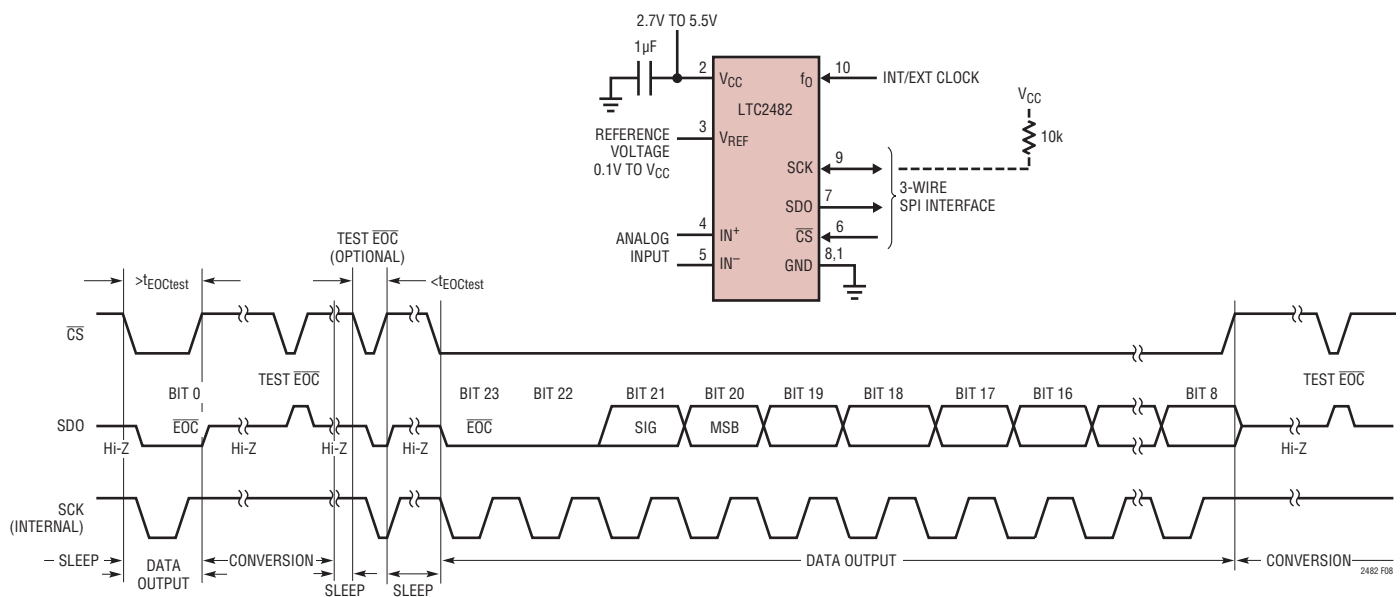 2.7V TO 5.5V
1µF
2
VCC
fO
10
INT/EXT CLOCK
LTC2482
VCC
10k
REFERENCE
VOLTAGE
0.1V TO VCC
3
VREF
SCK
9
3-WIRE
SPI INTERFACE
SDO
7
ANALOG
INPUT
4
IN+
5
IN−
CS
6
GND
8,1
TEST EOC
(OPTIONAL)
>tEOCtest
<tEOCtest
CS
TEST EOC
TEST EOC
BIT 0
BIT 23
BIT 22
BIT 21
BIT 20
BIT 19
BIT 18
BIT 17
BIT 16
BIT 8
SDO
EOC
EOC
SIG
MSB
Hi-Z
Hi-Z
Hi-Z
Hi-Z
Hi-Z
SCK
(INTERNAL)
SLEEP
DATA
OUTPUT
CONVERSION
SLEEP
SLEEP
DATA OUTPUT
CONVERSION
2482 F08